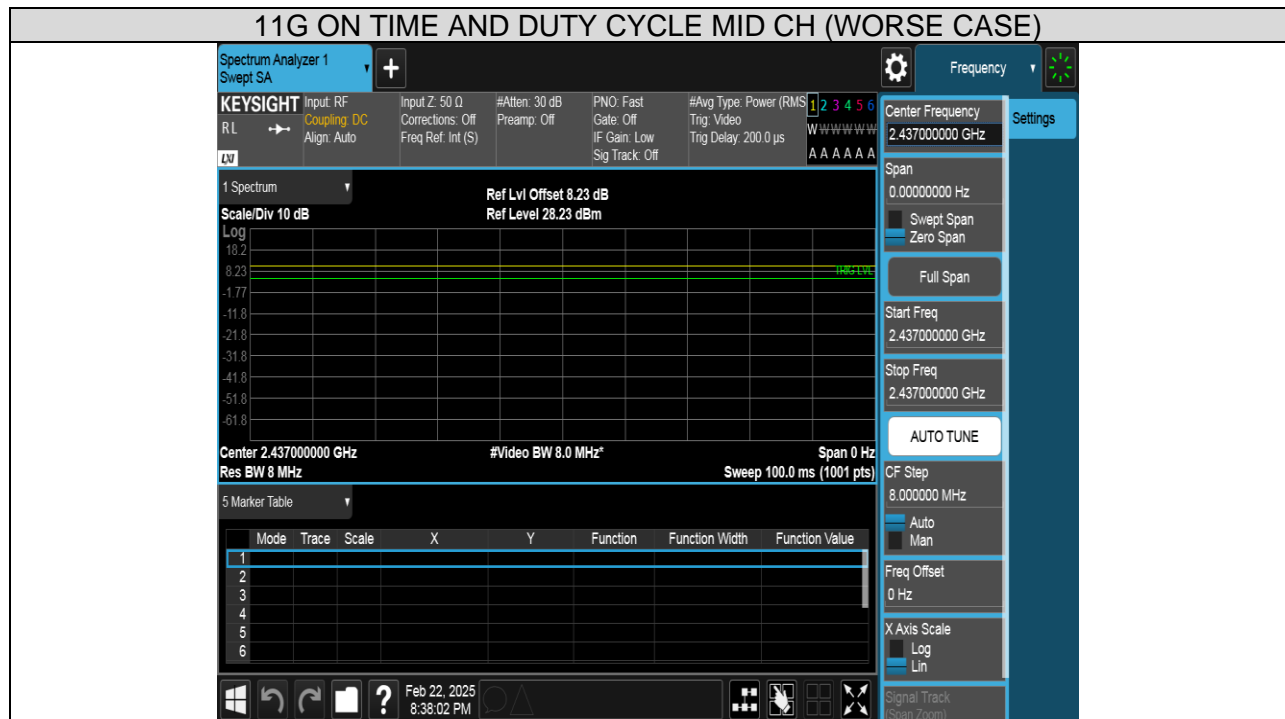 11G ON TIME AND DUTY CYCLE MID CH (WORSE CASE)
Spectrum Analyzer 1
Swept SA
+
Frequency
KEYSIGHT
RL
LXI
Input: RF
Coupling: DC
Align: Auto
Input Z: 50 Ω
Corrections: Off
Freq Ref: Int (S)
#Atten: 30 dB
Preamp: Off
PNO: Fast
Gate: Off
IF Gain: Low
Sig Track: Off
#Avg Type: Power (RMS
Trig: Video
Trig Delay: 200.0 µs
1 2 3 4 5 6
W W W W W W
A A A A A A
1 Spectrum
Scale/Div 10 dB
Ref Lvl Offset 8.23 dB
Ref Level 28.23 dBm
Log
18.2
8.23
-1.77
-11.8
-21.8
-31.8
-41.8
-51.8
-61.8
TRIG LVL
Center 2.437000000 GHz
#Video BW 8.0 MHz*
Span 0 Hz
Res BW 8 MHz
Sweep 100.0 ms (1001 pts)
5 Marker Table
Mode Trace Scale X Y Function Function Width Function Value
1
2
3
4
5
6
?
Feb 22, 2025
8:38:02 PM
Center Frequency
2.437000000 GHz
Span
0.00000000 Hz
Swept Span
Zero Span
Full Span
Start Freq
2.437000000 GHz
Stop Freq
2.437000000 GHz
AUTO TUNE
CF Step
8.000000 MHz
Auto
Man
Freq Offset
0 Hz
X Axis Scale
Log
Lin
Signal Track
(Span Zoom)
Settings